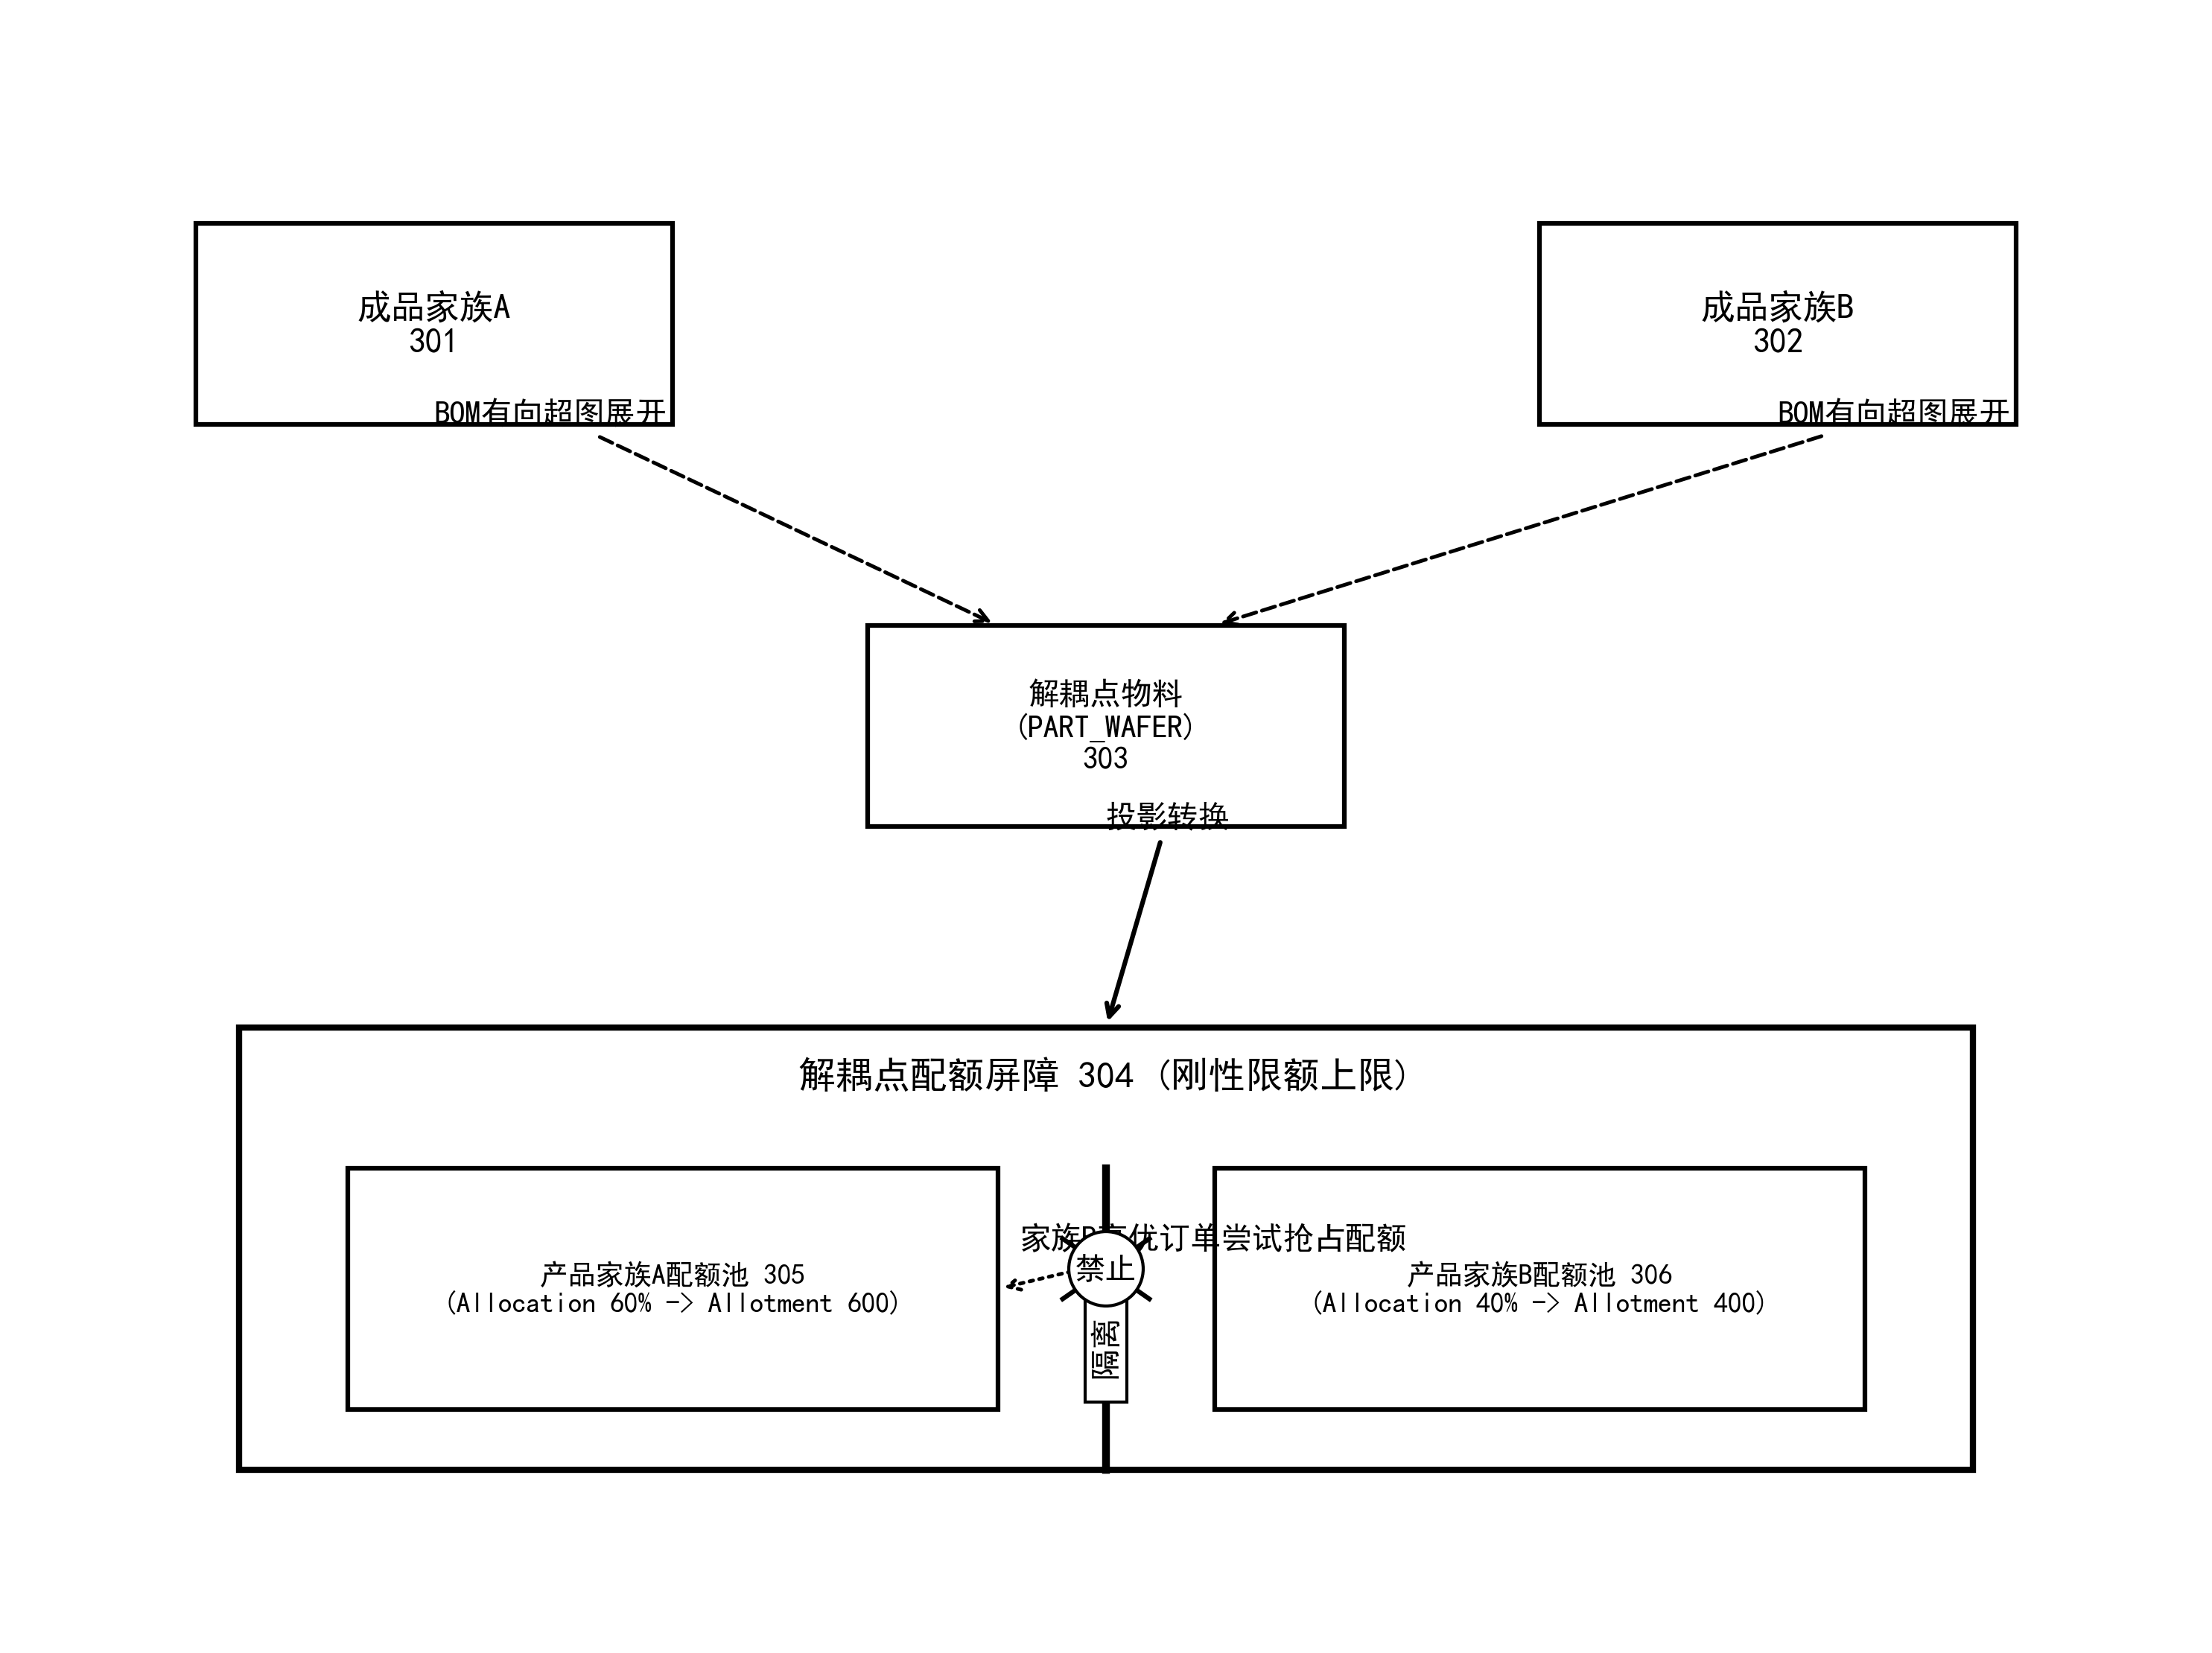 成品家族A
301
BOM有向超图展开
成品家族B
302
BOM有向超图展开
解耦点物料
(PART_WAFER)
303
投影转换
解耦点配额屏障 304 (刚性限额上限)
家族B高优订单尝试抢占配额
禁止
隔离
产品家族A配额池 305
(Allocation 60% -> Allotment 600)
产品家族B配额池 306
(Allocation 40% -> Allotment 400)